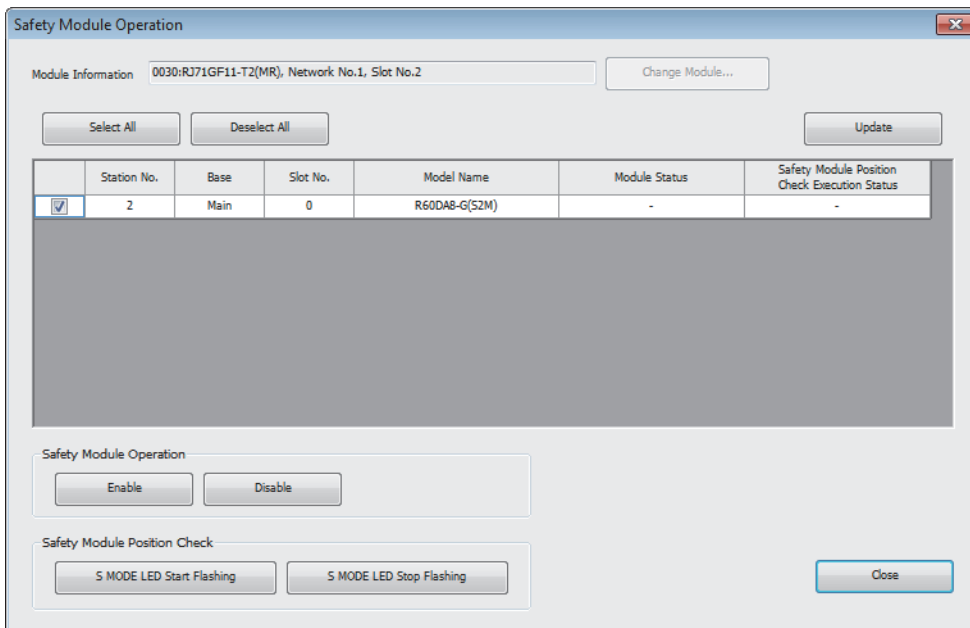 Safety Module Operation
Module Information 0030:RJ71GF11-T2(MR), Network No.1, Slot No.2 Change Module...
Select All Deselect All Update
Station No. Base Slot No. Model Name Module Status Safety Module Position
Check Execution Status
2 Main 0 R60DA8-G(S2M) - -
Safety Module Operation
Enable Disable
Safety Module Position Check
S MODE LED Start Flashing S MODE LED Stop Flashing Close